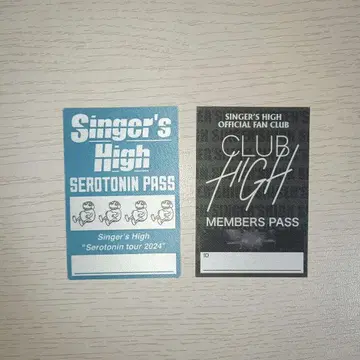 Singer's
High
SEROTONIN PASS
Singer's High
"Serotonin tour 2024"
SINGER'S HIGH
OFFICIAL FAN CLUB
CLUB
HIGH
MEMBERS PASS
ID